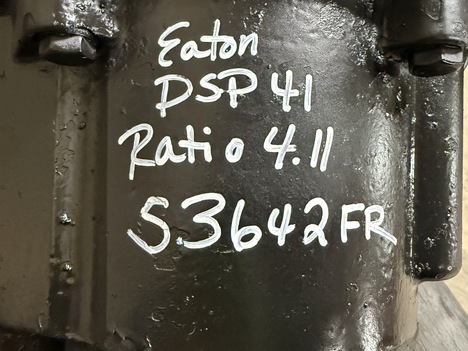 Eaton
DSP 41
Ratio 4.11
S3642FR